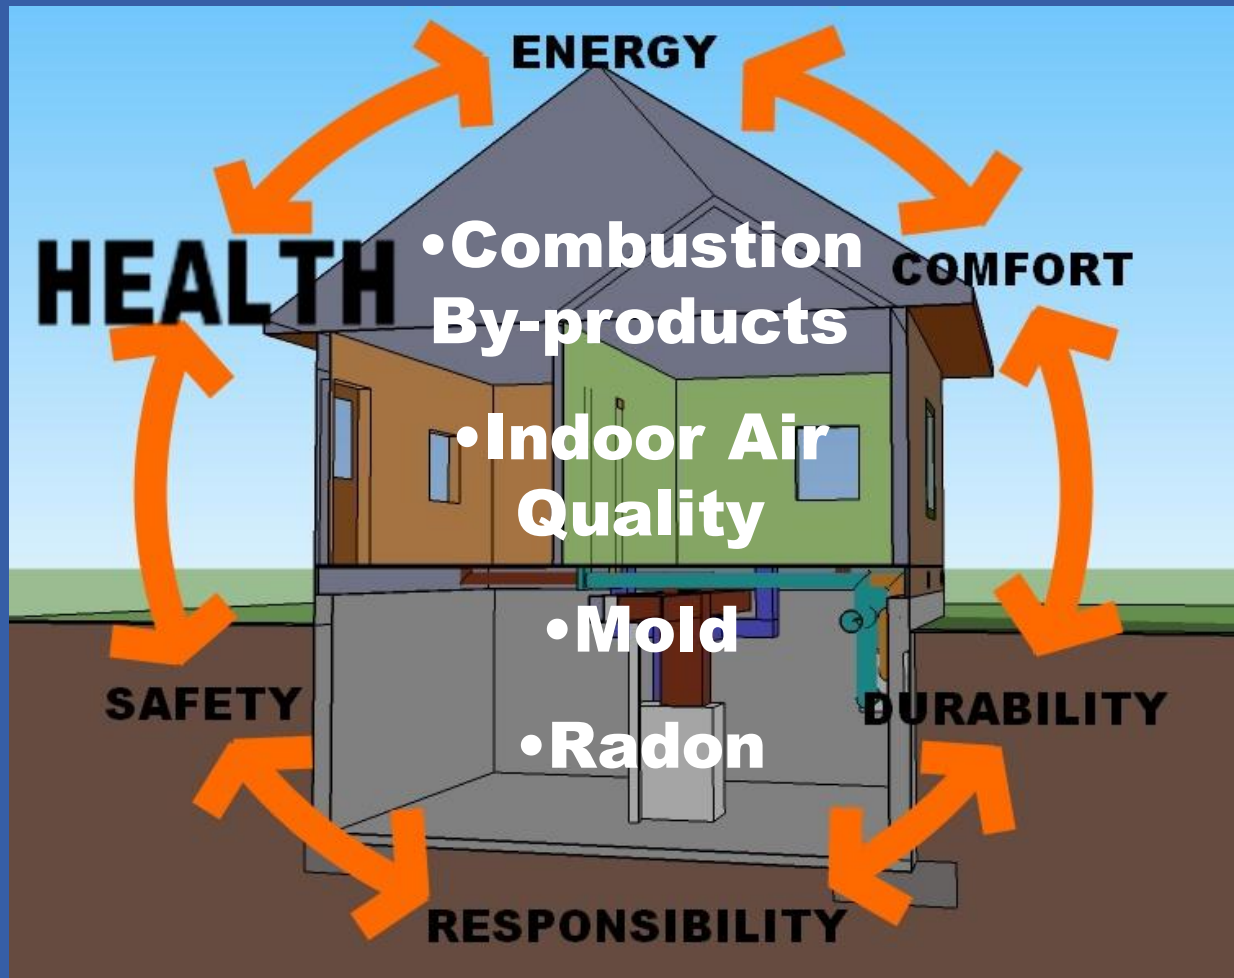 ENERGY
HEALTH
•Combustion
By-products
COMFORT
•Indoor Air
Quality
•Mold
SAFETY
DURABILITY
•Radon
RESPONSIBILITY